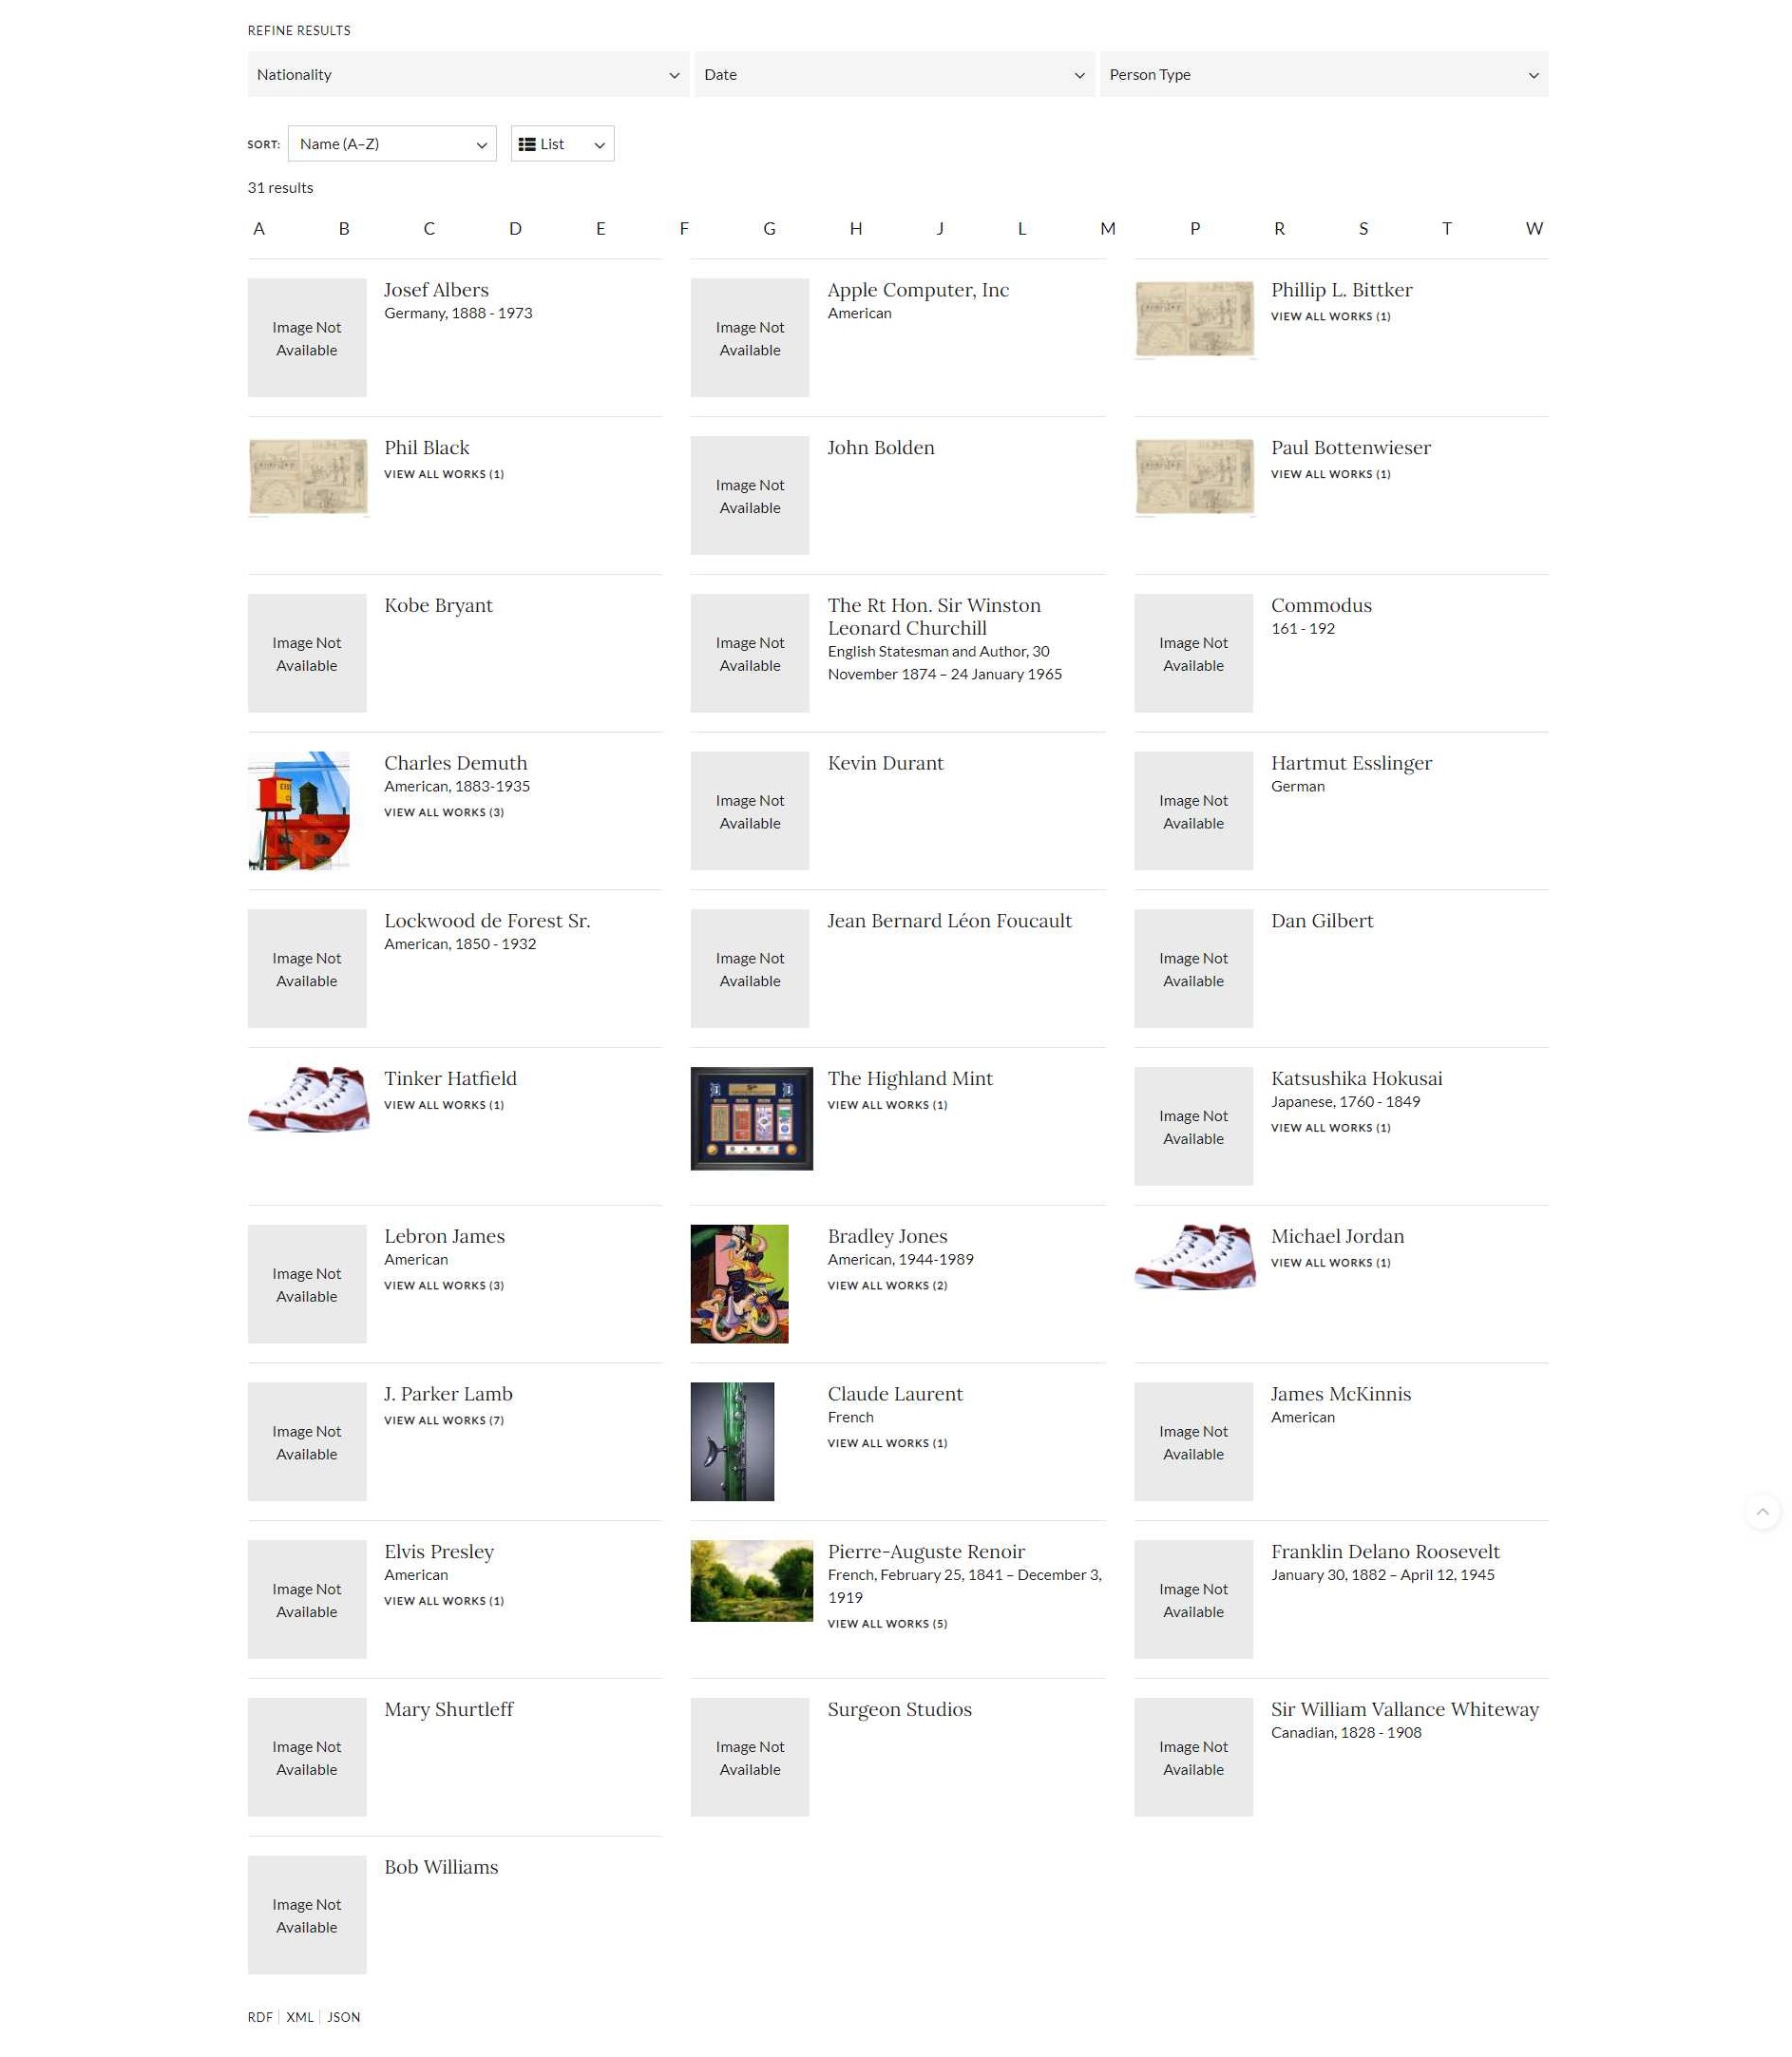 REFINE RESULTS
Nationality
Date
Person Type
SORT:
Name (A–Z)
List
31 results
A B C D E F G H J L M P R S T W
Image Not
Available
Josef Albers
Germany, 1888 - 1973
Image Not
Available
Apple Computer, Inc
American
Phillip L. Bittker
VIEW ALL WORKS (1)
Phil Black
VIEW ALL WORKS (1)
Image Not
Available
John Bolden
Paul Bottenwieser
VIEW ALL WORKS (1)
Image Not
Available
Kobe Bryant
Image Not
Available
The Rt Hon. Sir Winston
Leonard Churchill
English Statesman and Author, 30
November 1874 – 24 January 1965
Image Not
Available
Commodus
161 - 192
Charles Demuth
American, 1883-1935
VIEW ALL WORKS (3)
Image Not
Available
Kevin Durant
Image Not
Available
Hartmut Esslinger
German
Image Not
Available
Lockwood de Forest Sr.
American, 1850 - 1932
Image Not
Available
Jean Bernard Léon Foucault
Image Not
Available
Dan Gilbert
Tinker Hatfield
VIEW ALL WORKS (1)
The Highland Mint
VIEW ALL WORKS (1)
Image Not
Available
Katsushika Hokusai
Japanese, 1760 - 1849
VIEW ALL WORKS (1)
Image Not
Available
Lebron James
American
VIEW ALL WORKS (3)
Bradley Jones
American, 1944-1989
VIEW ALL WORKS (2)
Michael Jordan
VIEW ALL WORKS (1)
Image Not
Available
J. Parker Lamb
VIEW ALL WORKS (7)
Claude Laurent
French
VIEW ALL WORKS (1)
Image Not
Available
James McKinnis
American
Image Not
Available
Elvis Presley
American
VIEW ALL WORKS (1)
Pierre-Auguste Renoir
French, February 25, 1841 – December 3,
1919
VIEW ALL WORKS (5)
Image Not
Available
Franklin Delano Roosevelt
January 30, 1882 – April 12, 1945
Image Not
Available
Mary Shurtleff
Image Not
Available
Surgeon Studios
Image Not
Available
Sir William Vallance Whiteway
Canadian, 1828 - 1908
Image Not
Available
Bob Williams
RDF XML JSON